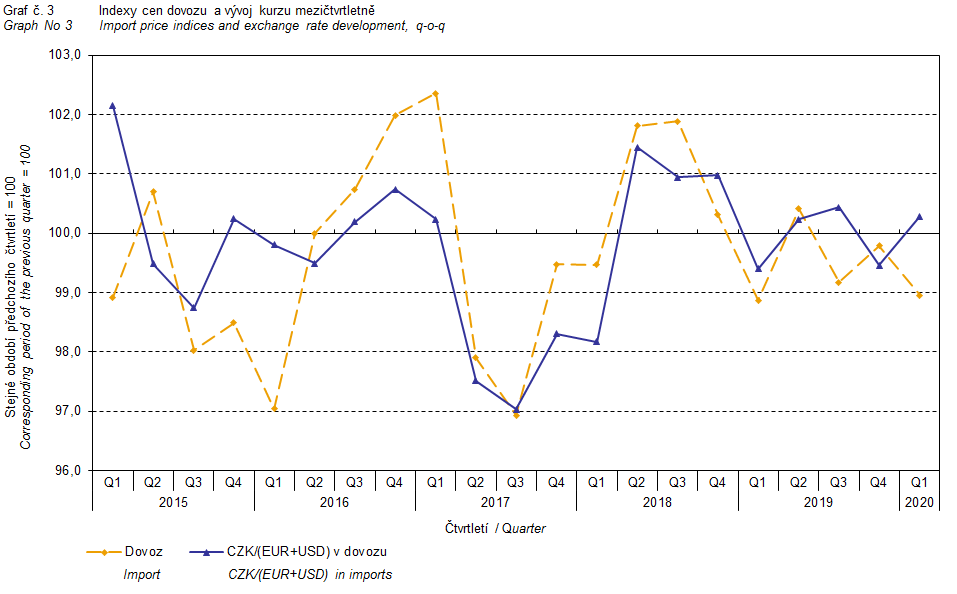 Graf č. 3 Indexy cen dovozu a vývoj kurzu mezičtvrtletně
Graph No 3 Import price indices and exchange rate development, q-o-q
Stejné období předchozího čtvrtletí = 100
Corresponding period of the previous quarter = 100
103,0
102,0
101,0
100,0
99,0
98,0
97,0
96,0
Q1 Q2 Q3 Q4 Q1 Q2 Q3 Q4 Q1 Q2 Q3 Q4 Q1 Q2 Q3 Q4 Q1 Q2 Q3 Q4 Q1
2015 2016 2017 2018 2019 2020
Čtvrtletí / Quarter
Dovoz CZK/(EUR+USD) v dovozu
Import CZK/(EUR+USD) in imports